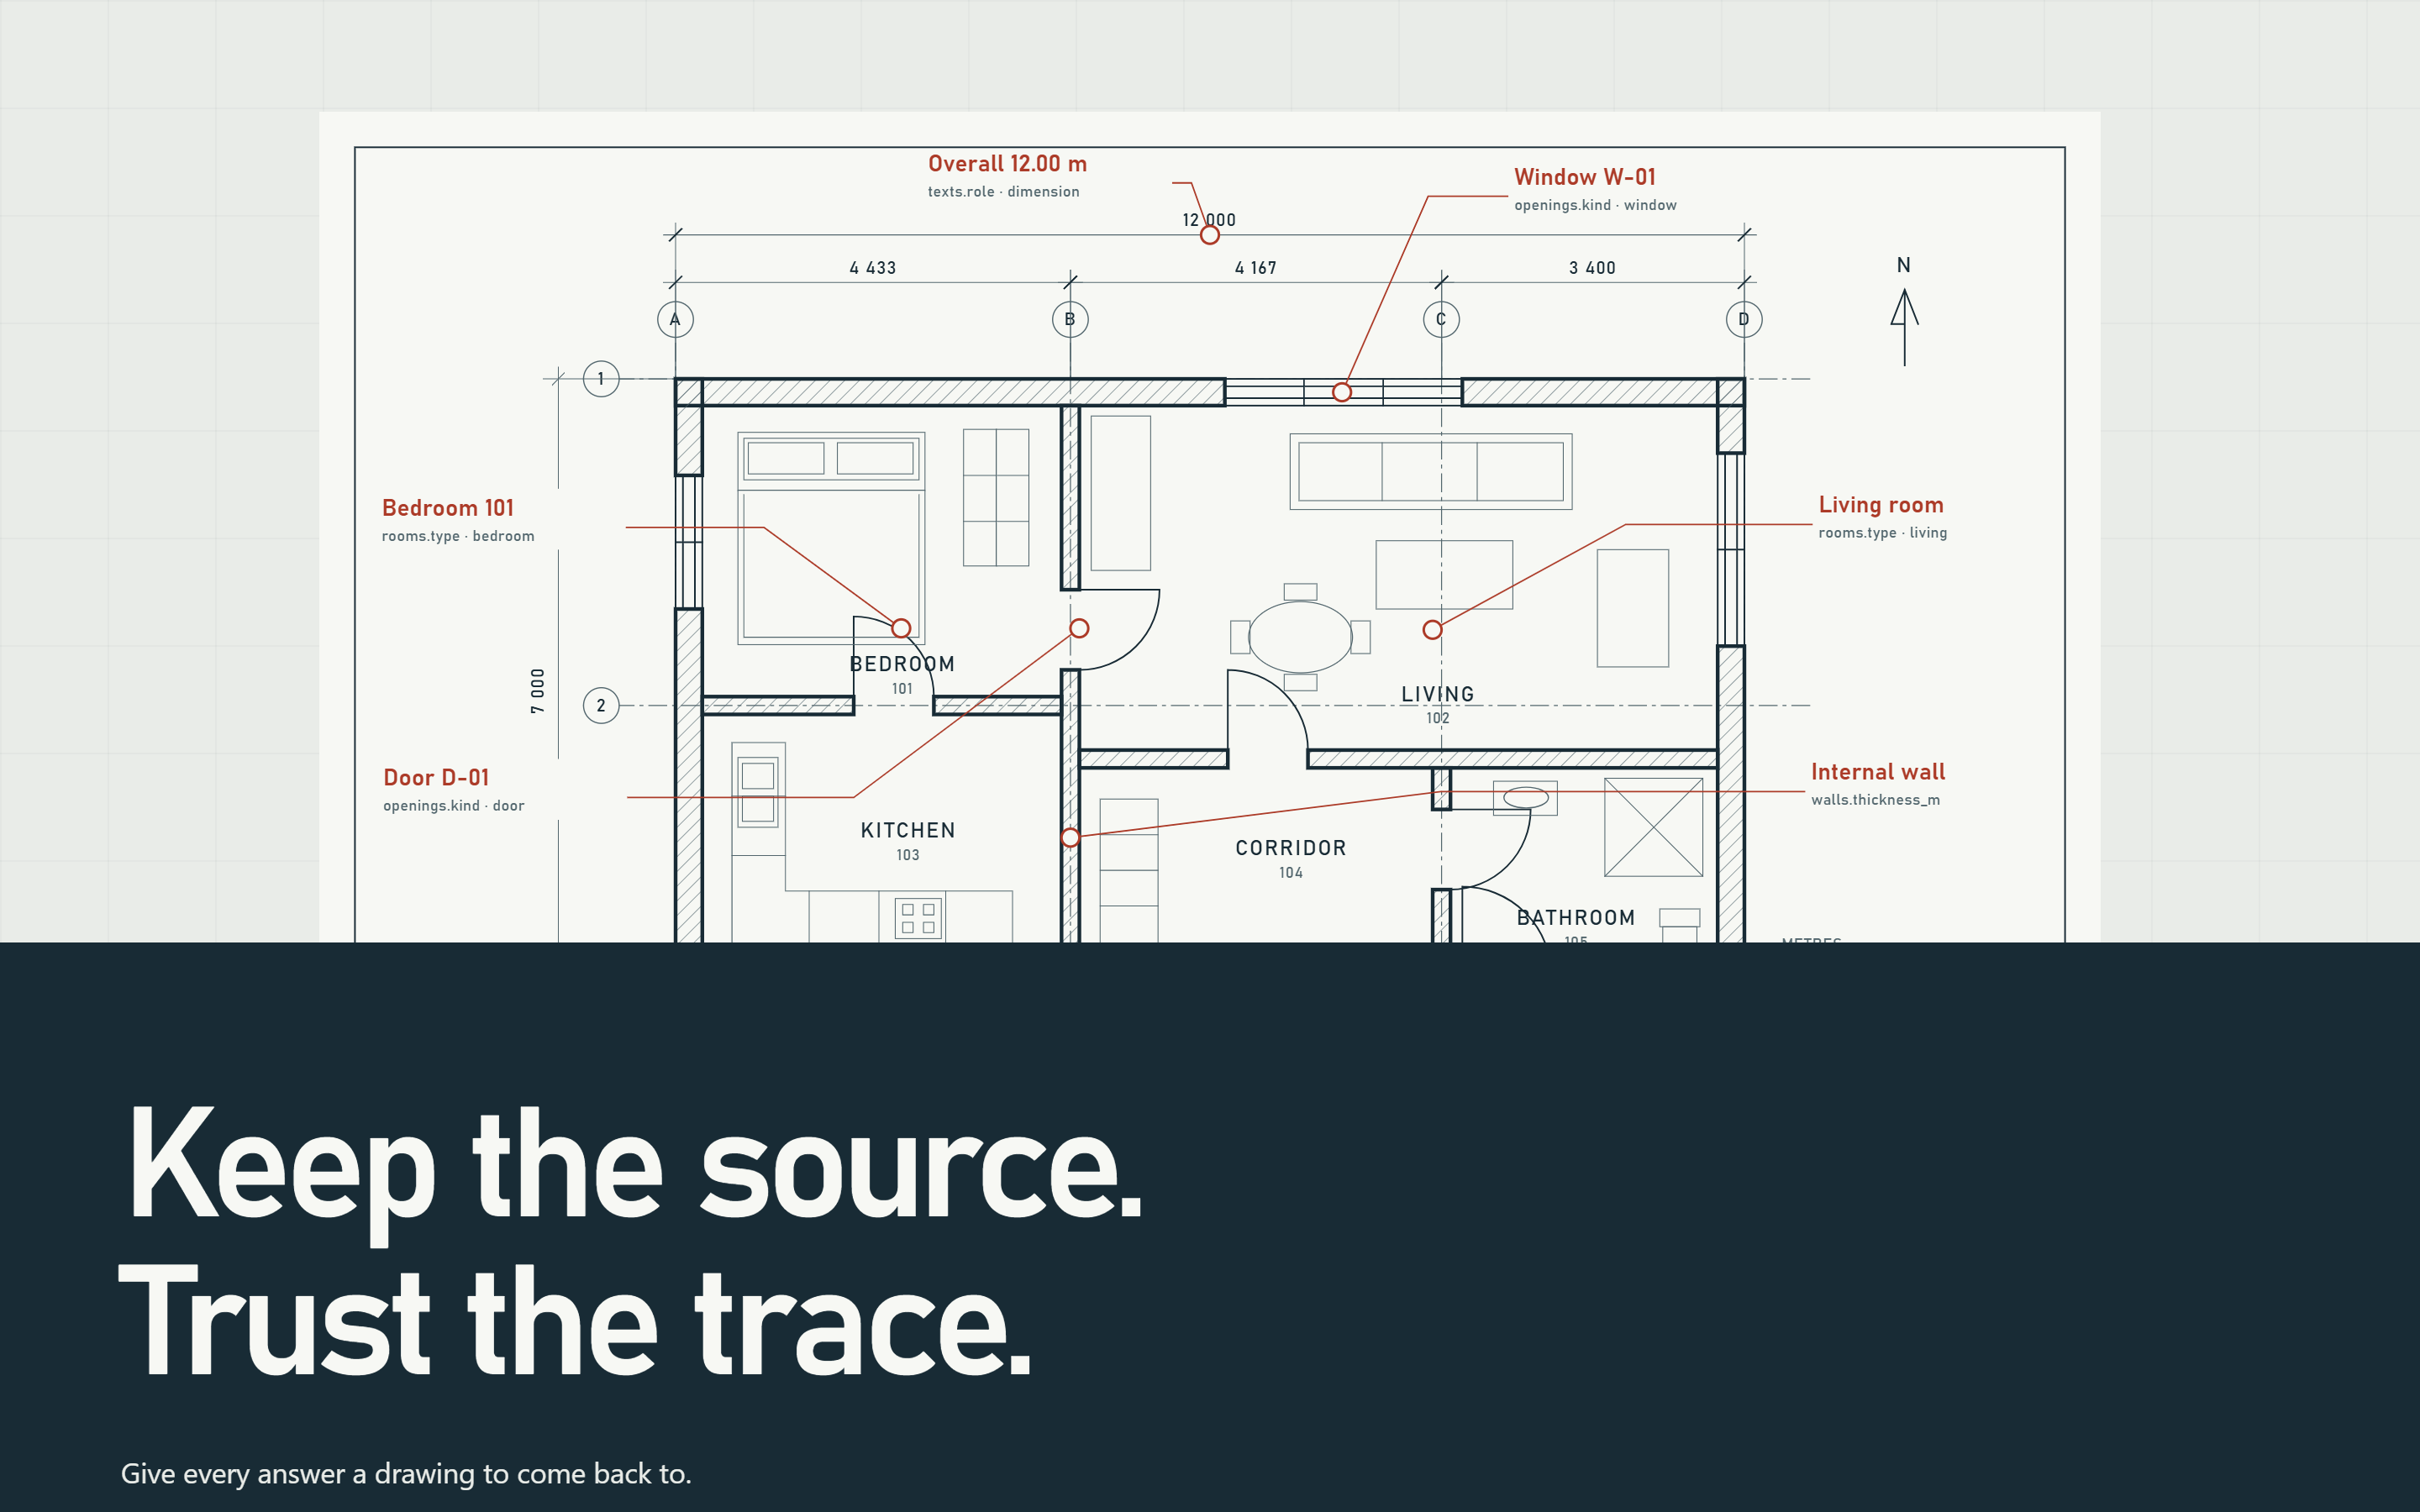 Overall 12.00 m
texts.role · dimension
Window W-01
openings.kind · window
12 000
4 433
4 167
3 400
N
A
B
C
D
1
Bedroom 101
rooms.type · bedroom
Living room
rooms.type · living
BEDROOM
101
7 000
2
LIVING
102
Door D-01
openings.kind · door
Internal wall
walls.thickness_m
KITCHEN
103
CORRIDOR
104
BATHROOM
105
METRES
Keep the source.
Trust the trace.
Give every answer a drawing to come back to.